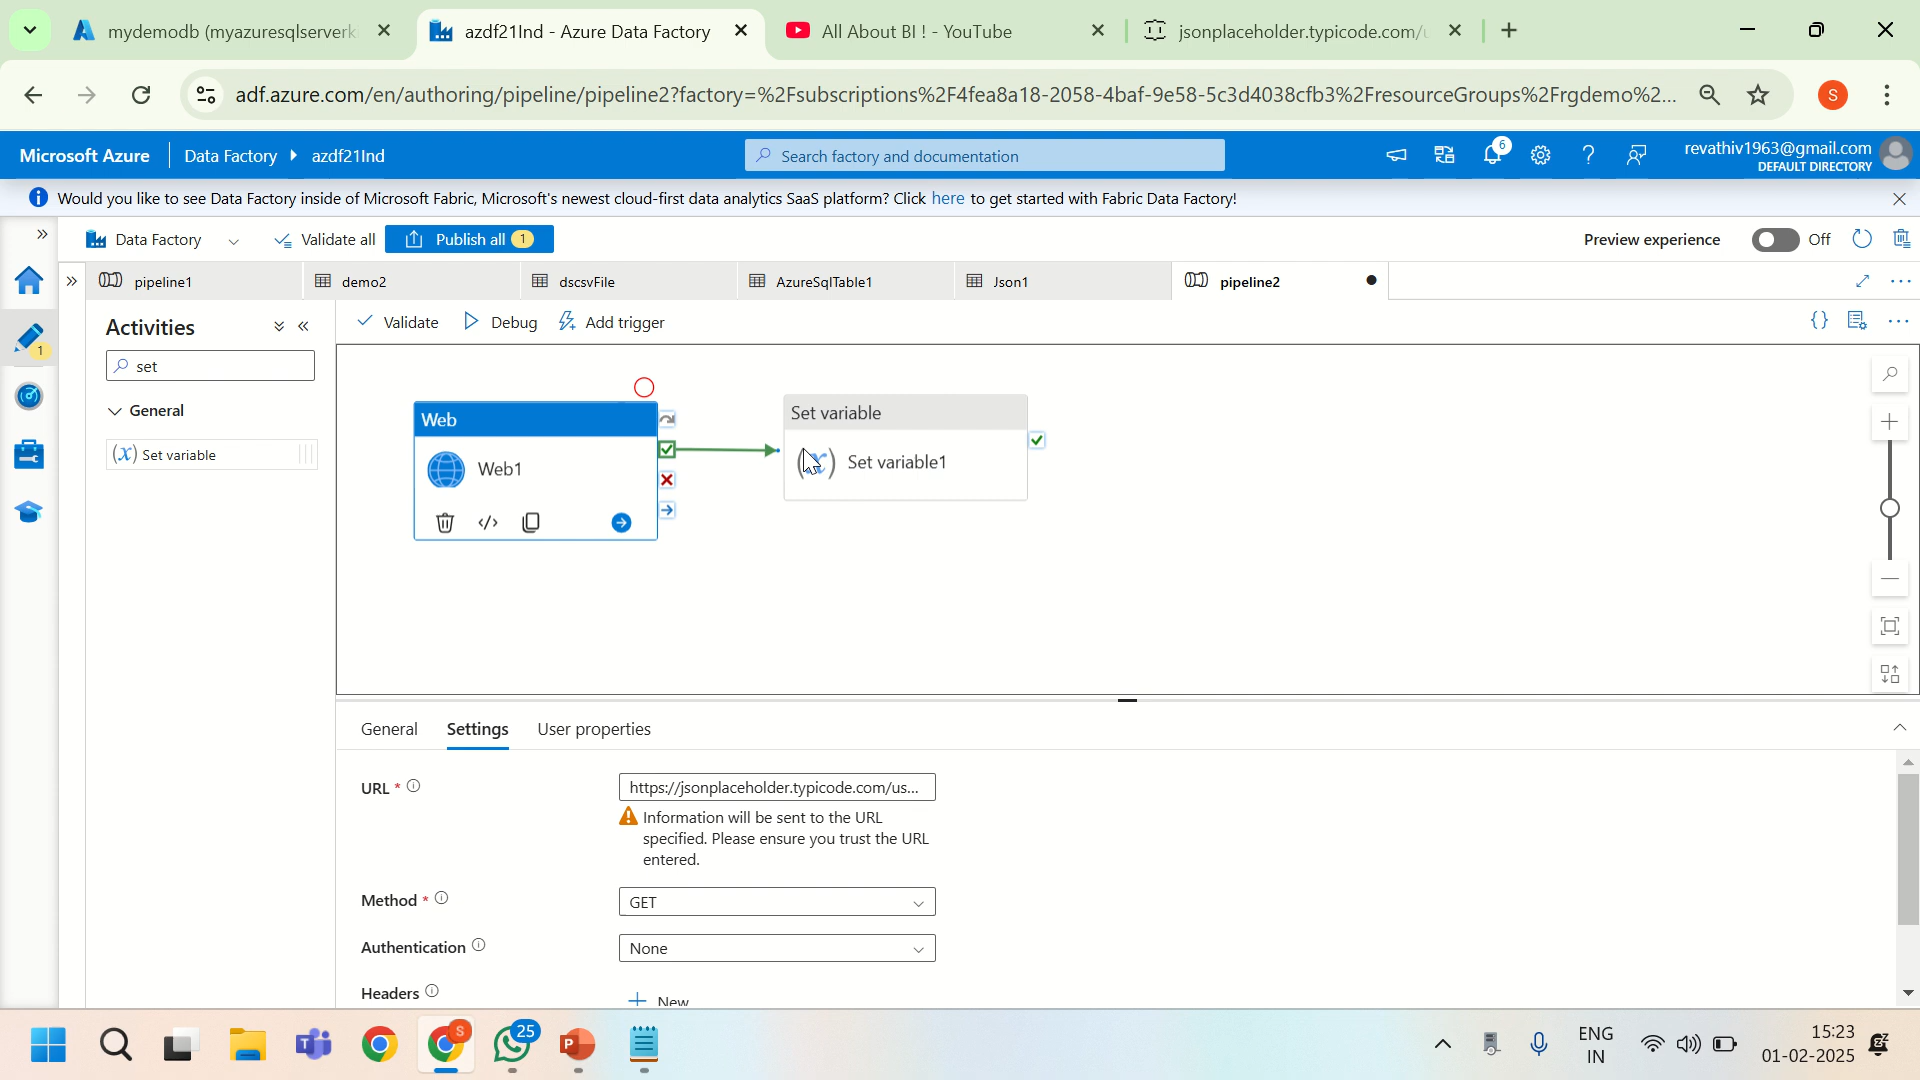 mydemodb (myazuresqlserverk
azdf21Ind - Azure Data Factory
All About BI ! - YouTube
jsonplaceholder.typicode.com/u
adf.azure.com/en/authoring/pipeline/pipeline2?factory=%2Fsubscriptions%2F4fea8a18-2058-4baf-9e58-5c3d4038cfb3%2FresourceGroups%2Frgdemo%2...
S
Microsoft Azure
Data Factory
azdf21Ind
Search factory and documentation
6
revathiv1963@gmail.com
DEFAULT DIRECTORY
Would you like to see Data Factory inside of Microsoft Fabric, Microsoft's newest cloud-first data analytics SaaS platform? Click here to get started with Fabric Data Factory!
Data Factory
Validate all
Publish all 1
Preview experience
Off
pipeline1
demo2
dscsvFile
AzureSqlTable1
Json1
pipeline2
1
Activities
set
General
(x) Set variable
Validate
Debug
Add trigger
Web
Web1
Set variable
(x) Set variable1
General
Settings
User properties
URL *
https://jsonplaceholder.typicode.com/us...
Information will be sent to the URL
specified. Please ensure you trust the URL
entered.
Method *
GET
Authentication
None
Headers
New
S
25
ENG
IN
15:23
01-02-2025